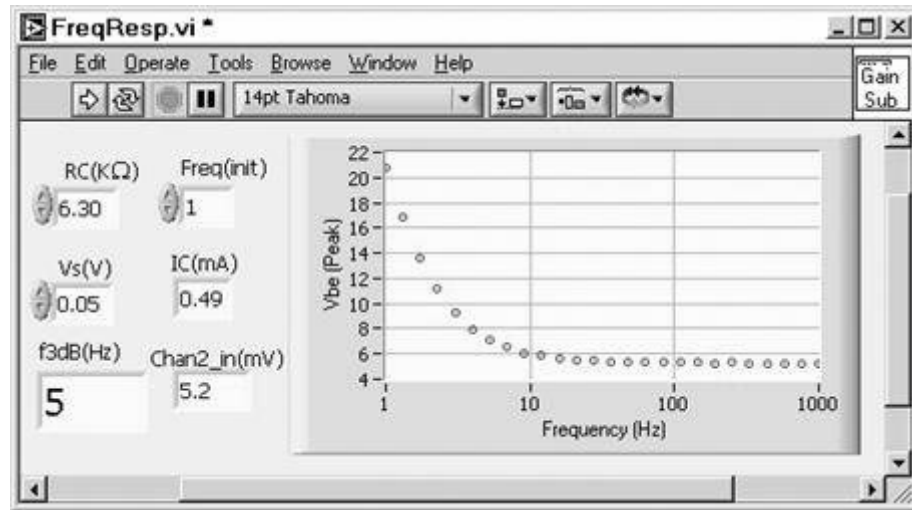 FreqResp.vi *
File Edit Operate Tools Browse Window Help
14pt Tahoma
Gain
Sub
RC(KΩ) Freq(init)
6.30 1
Vs(V) IC(mA)
0.05 0.49
f3dB(Hz) Chan2_in(mV)
5 5.2
Vbe (Peak)
22
20
18
16
14
12
10
8
6
4
1 10 100 1000
Frequency (Hz)